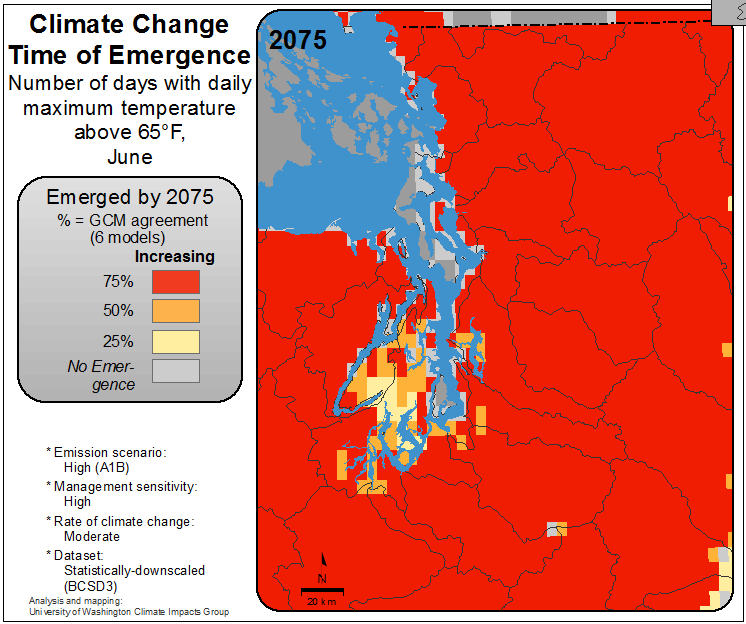 Climate Change
Time of Emergence
Number of days with daily
maximum temperature
above 65°F,
June
Emerged by 2075
% = GCM agreement
(6 models)
Increasing
75%
50%
25%
No Emer-
gence
* Emission scenario:
High (A1B)
* Management sensitivity:
High
* Rate of climate change:
Moderate
* Dataset:
Statistically-downscaled
(BCSD3)
Analysis and mapping:
University of Washington Climate Impacts Group
2075
N
20 km